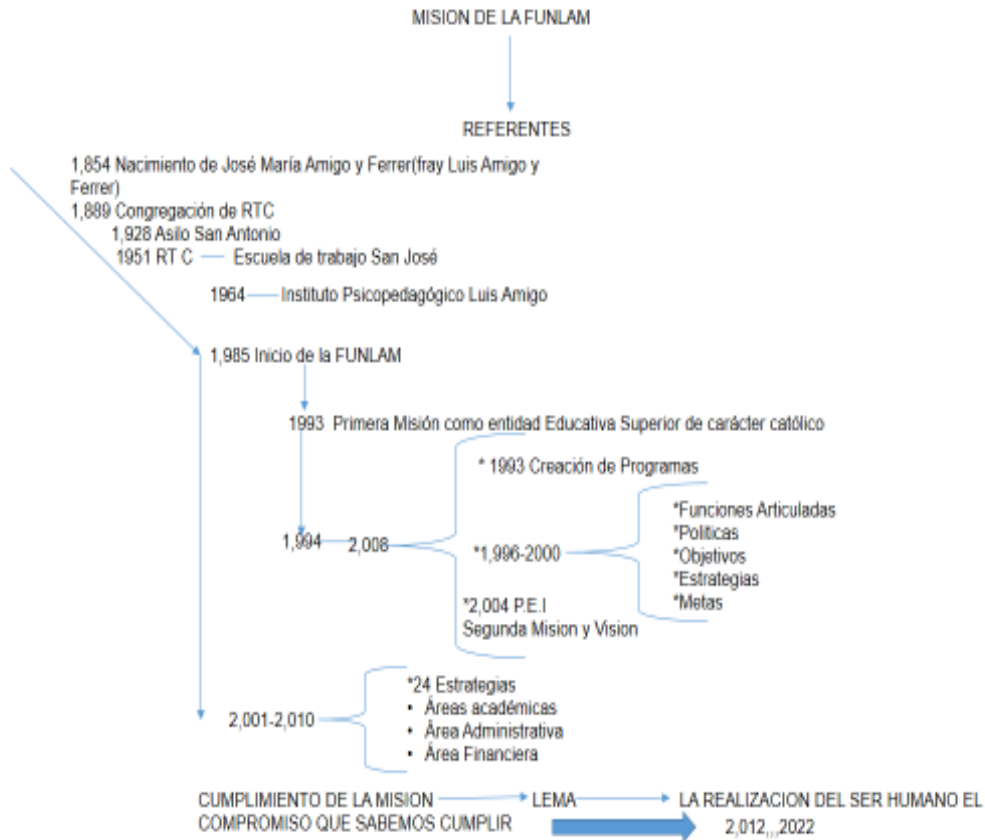 MISION DE LA FUNLAM
REFERENTES
1,854 Nacimiento de José María Amigo y Ferrer(fray Luis Amigo y
Ferrer)
1,889 Congregación de RTC
1,928 Asilo San Antonio
1951 RT C Escuela de trabajo San José
1964 Instituto Psicopedagógico Luis Amigo
1,985 Inicio de la FUNLAM
1993 Primera Misión como entidad Educativa Superior de carácter católico
* 1993 Creación de Programas
*Funciones Articuladas
*Politicas
1,994 2,008
*1,996-2000
*Objetivos
*Estrategias
*Metas
*2,004 P.E.I
Segunda Mision y Vision
*24 Estrategias
• Áreas académicas
2,001-2,010
• Área Administrativa
• Área Financiera
CUMPLIMIENTO DE LA MISION LEMA LA REALIZACION DEL SER HUMANO EL
COMPROMISO QUE SABEMOS CUMPLIR 2,012,,,2022